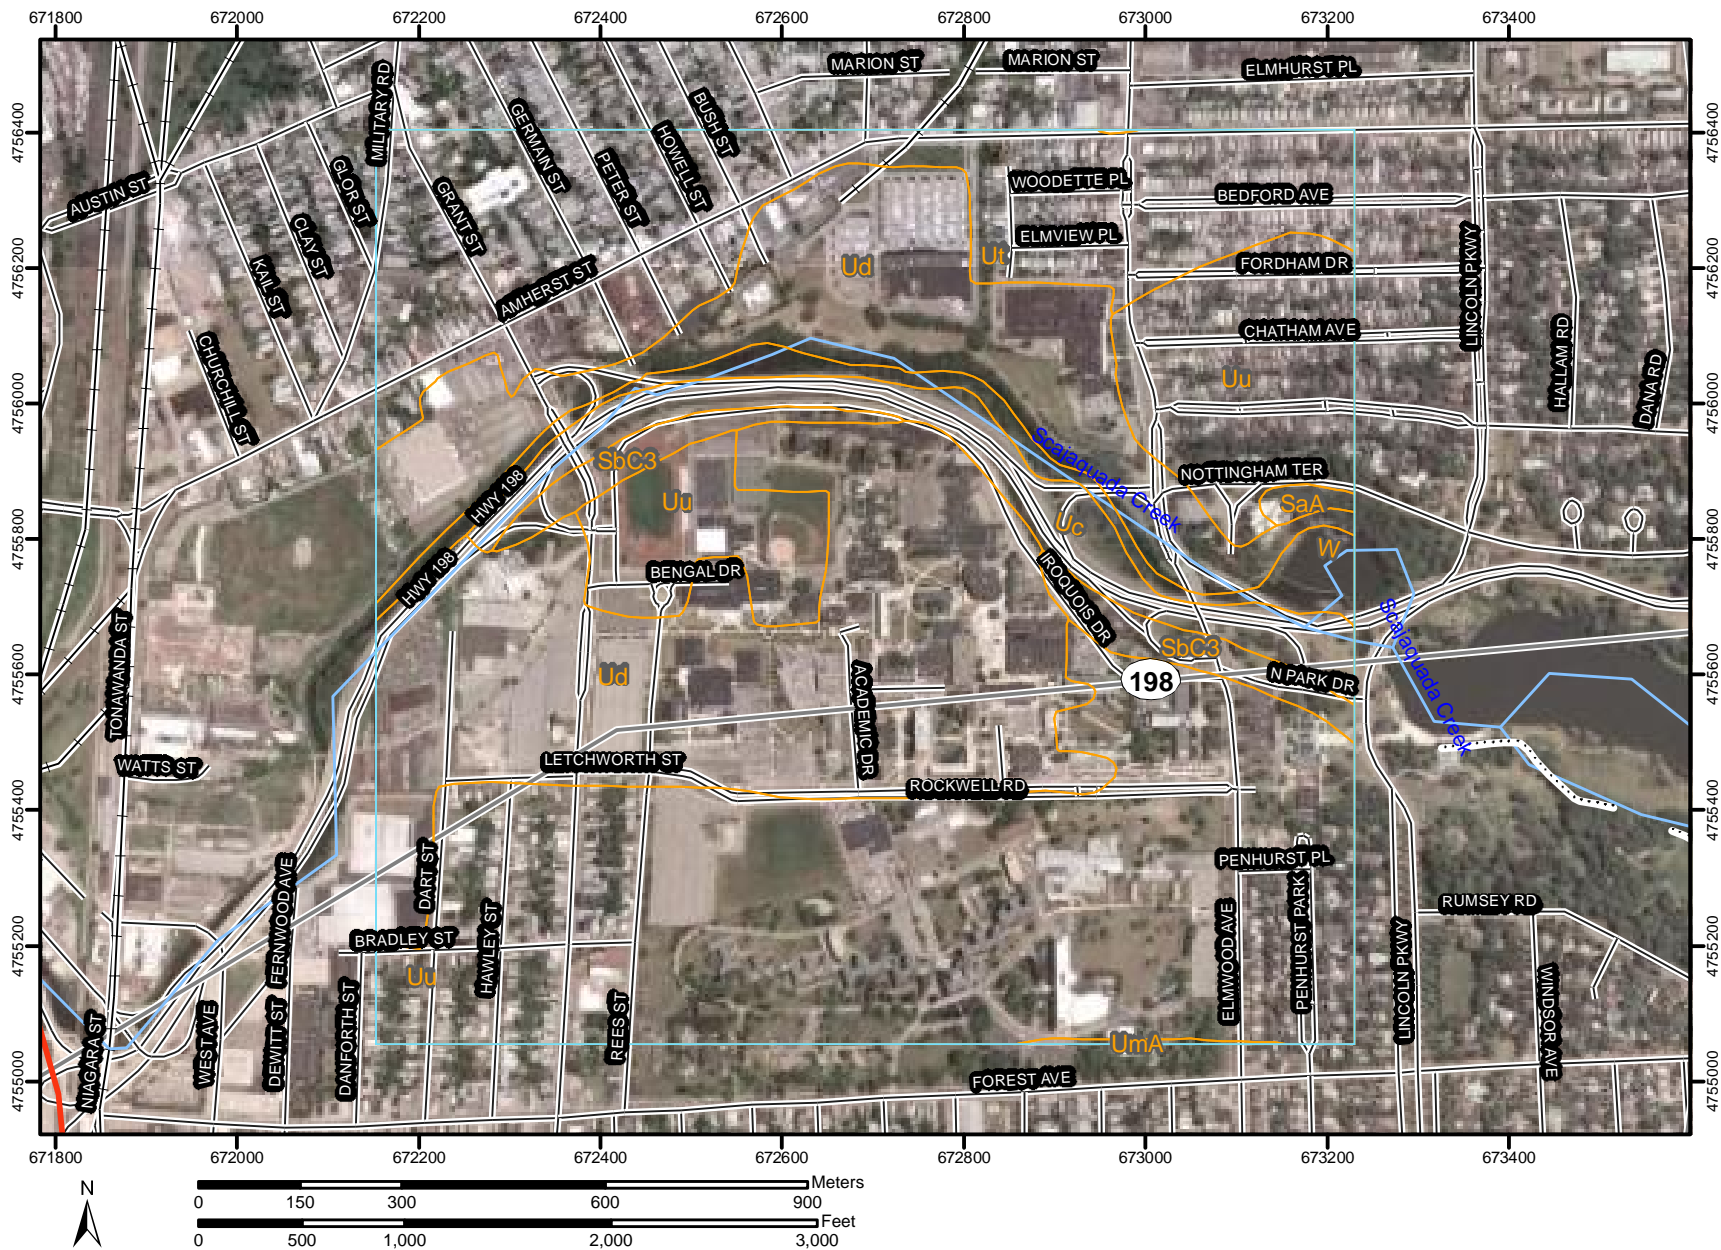 671800 672000 672200 672400 672600 672800 673000 673200 673400
MARION ST
MARION ST
ELMHURST PL
MILITARY RD
GERMAIN ST
BUSH ST
HOWELL ST
PETER ST
4756400
4756400
GLOR ST
AUSTIN ST
GRANT ST
CLAY ST
KAIL ST
WOODETTE PL
BEDFORD AVE
ELMVIEW PL
Ut
Ud
FORDHAM DR
LINCOLN PKWY
4756200
4756200
AMHERST ST
CHURCHILL ST
CHATHAM AVE
HALLAM RD
DANA RD
Uu
4756000
4756000
SbC3
Scajaquada Creek
NOTTINGHAM TER
HWY 198
Uu
SaA
Uc
W
4755800
4755800
HWY 198
BENGAL DR
IROQUOIS DR
Scajaquada Creek
TONAWANDA ST
SbC3
Ud
198
N PARK DR
4755600
4755600
ACADEMIC DR
WATTS ST
LETCHWORTH ST
ROCKWELL RD
4755400
4755400
DART ST
PENHURST PL
FERNWOOD AVE
HAWLEY ST
RUMSEY RD
BRADLEY ST
ELMWOOD AVE
PENHURST PARK
LINCOLN PKWY
4755200
4755200
Uu
WINDSOR AVE
NIAGARA ST
WEST AVE
DEWITT ST
DANFORTH ST
REES ST
UmA
FOREST AVE
4755000
4755000
671800 672000 672200 672400 672600 672800 673000 673200 673400
N
Meters
0 150 300 600 900
Feet
0 500 1,000 2,000 3,000